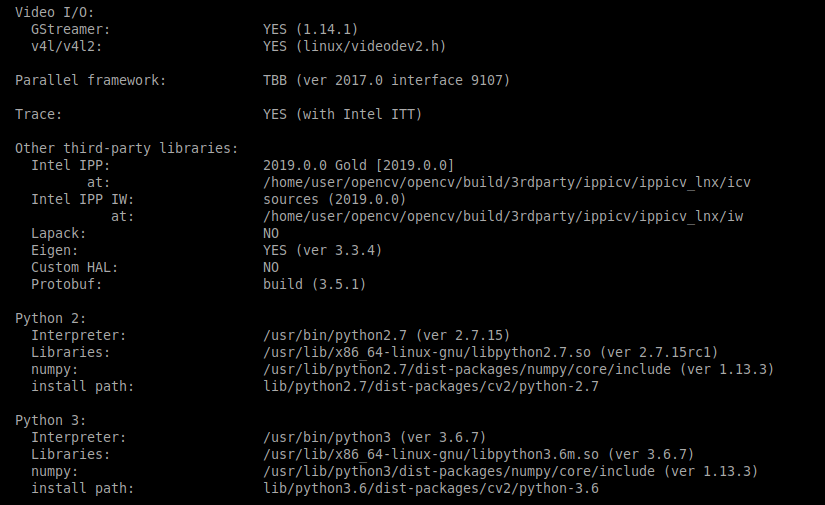 Video I/O:
GStreamer: YES (1.14.1)
v4l/v4l2: YES (linux/videodev2.h)
Parallel framework: TBB (ver 2017.0 interface 9107)
Trace: YES (with Intel ITT)
Other third-party libraries:
Intel IPP: 2019.0.0 Gold [2019.0.0]
at: /home/user/opencv/opencv/build/3rdparty/ippicv/ippicv_lnx/icv
Intel IPP IW: sources (2019.0.0)
at: /home/user/opencv/opencv/build/3rdparty/ippicv/ippicv_lnx/iw
Lapack: NO
Eigen: YES (ver 3.3.4)
Custom HAL: NO
Protobuf: build (3.5.1)
Python 2:
Interpreter: /usr/bin/python2.7 (ver 2.7.15)
Libraries: /usr/lib/x86_64-linux-gnu/libpython2.7.so (ver 2.7.15rc1)
numpy: /usr/lib/python2.7/dist-packages/numpy/core/include (ver 1.13.3)
install path: lib/python2.7/dist-packages/cv2/python-2.7
Python 3:
Interpreter: /usr/bin/python3 (ver 3.6.7)
Libraries: /usr/lib/x86_64-linux-gnu/libpython3.6m.so (ver 3.6.7)
numpy: /usr/lib/python3/dist-packages/numpy/core/include (ver 1.13.3)
install path: lib/python3.6/dist-packages/cv2/python-3.6